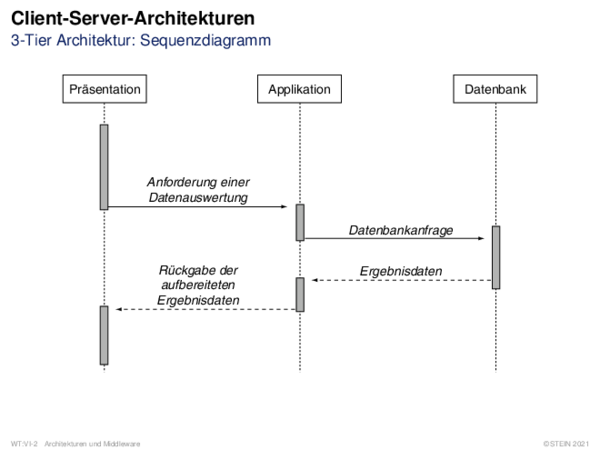 Client-Server-Architekturen
3-Tier Architektur: Sequenzdiagramm
Präsentation
Applikation
Datenbank
Anforderung einer
Datenauswertung
Datenbankanfrage
Rückgabe der
aufbereiteten
Ergebnisdaten
Ergebnisdaten
WT:VI-2 Architekturen und Middleware
©STEIN 2021